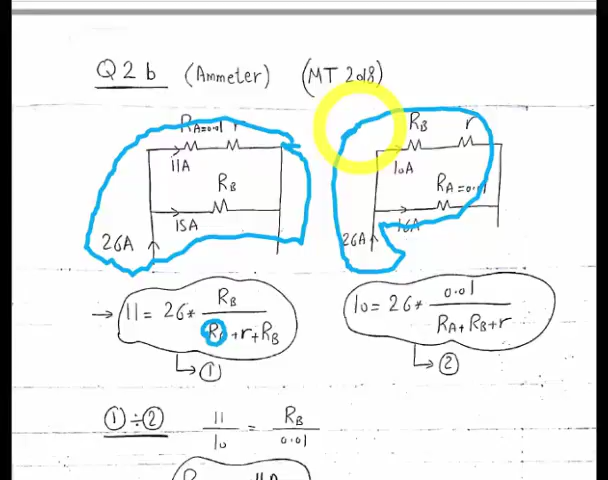 Q2b (Ammeter) (MT 2018)
RA=0.01 r
11A
RB
15A
26A
RB r
10A
RA=0.01
16A
26A
→ 11 = 26* RB / (RA+r+RB)
↳ ①
10 = 26* 0.01 / (RA+RB+r)
↳ ②
①÷② 11/10 = RB/0.01